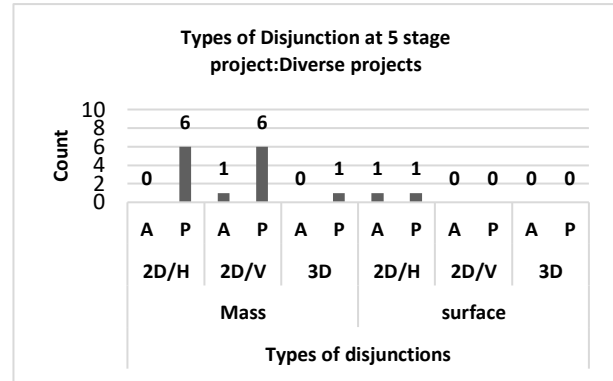 Types of Disjunction at 5 stage
project:Diverse projects
Count
10
8
6
4
2
0
0 6 1 6 0 1 1 1 0 0 0 0
A P A P A P A P A P A P
2D/H 2D/V 3D 2D/H 2D/V 3D
Mass surface
Types of disjunctions